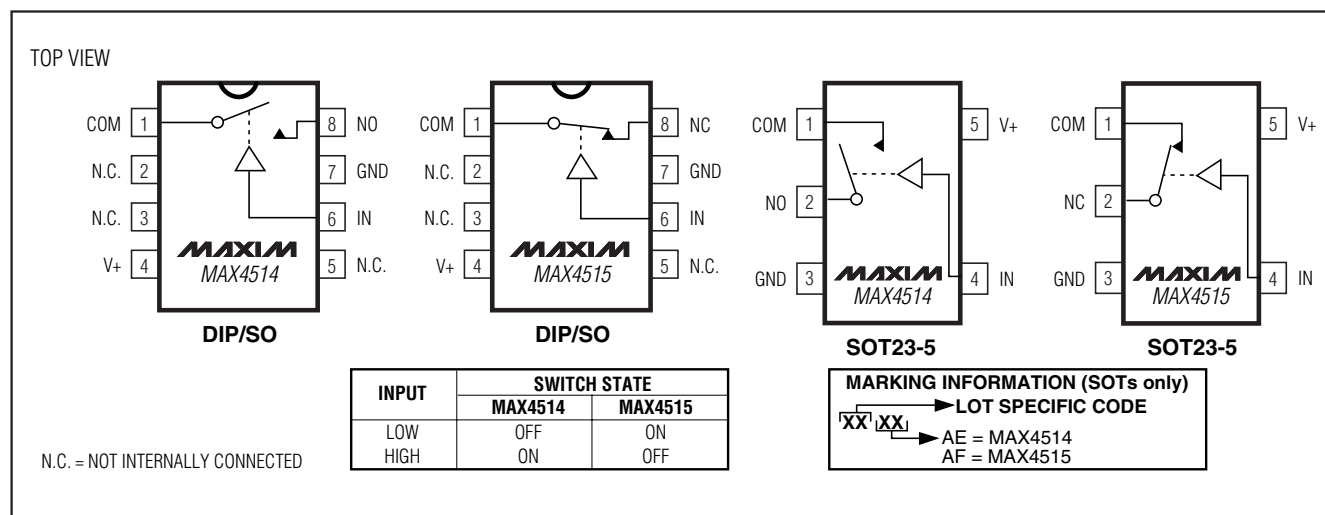 TOP VIEW
COM 1
N.C. 2
N.C. 3
V+ 4
8 NO
7 GND
6 IN
5 N.C.
MAXIM
MAX4514
DIP/SO
COM 1
N.C. 2
N.C. 3
V+ 4
8 NC
7 GND
6 IN
5 N.C.
MAXIM
MAX4515
DIP/SO
COM 1
NO 2
GND 3
5 V+
4 IN
MAXIM
MAX4514
SOT23-5
COM 1
NC 2
GND 3
5 V+
4 IN
MAXIM
MAX4515
SOT23-5
INPUT SWITCH STATE
MAX4514 MAX4515
LOW OFF ON
HIGH ON OFF
MARKING INFORMATION (SOTs only)
LOT SPECIFIC CODE
XX XX
AE = MAX4514
AF = MAX4515
N.C. = NOT INTERNALLY CONNECTED